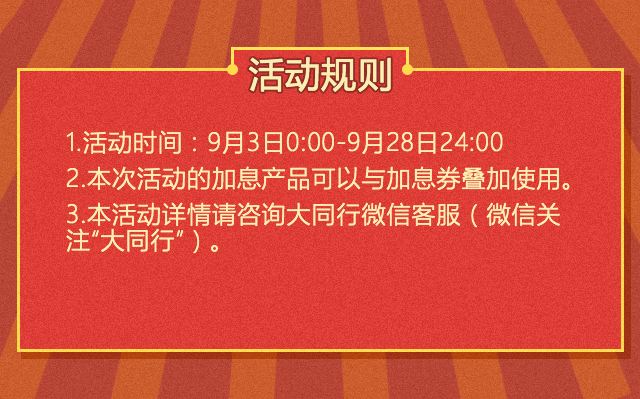 活动规则
1.活动时间：9月3日0:00-9月28日24:00
2.本次活动的加息产品可以与加息券叠加使用。
3.本活动详情请咨询大同行微信客服（微信关
注“大同行”）。